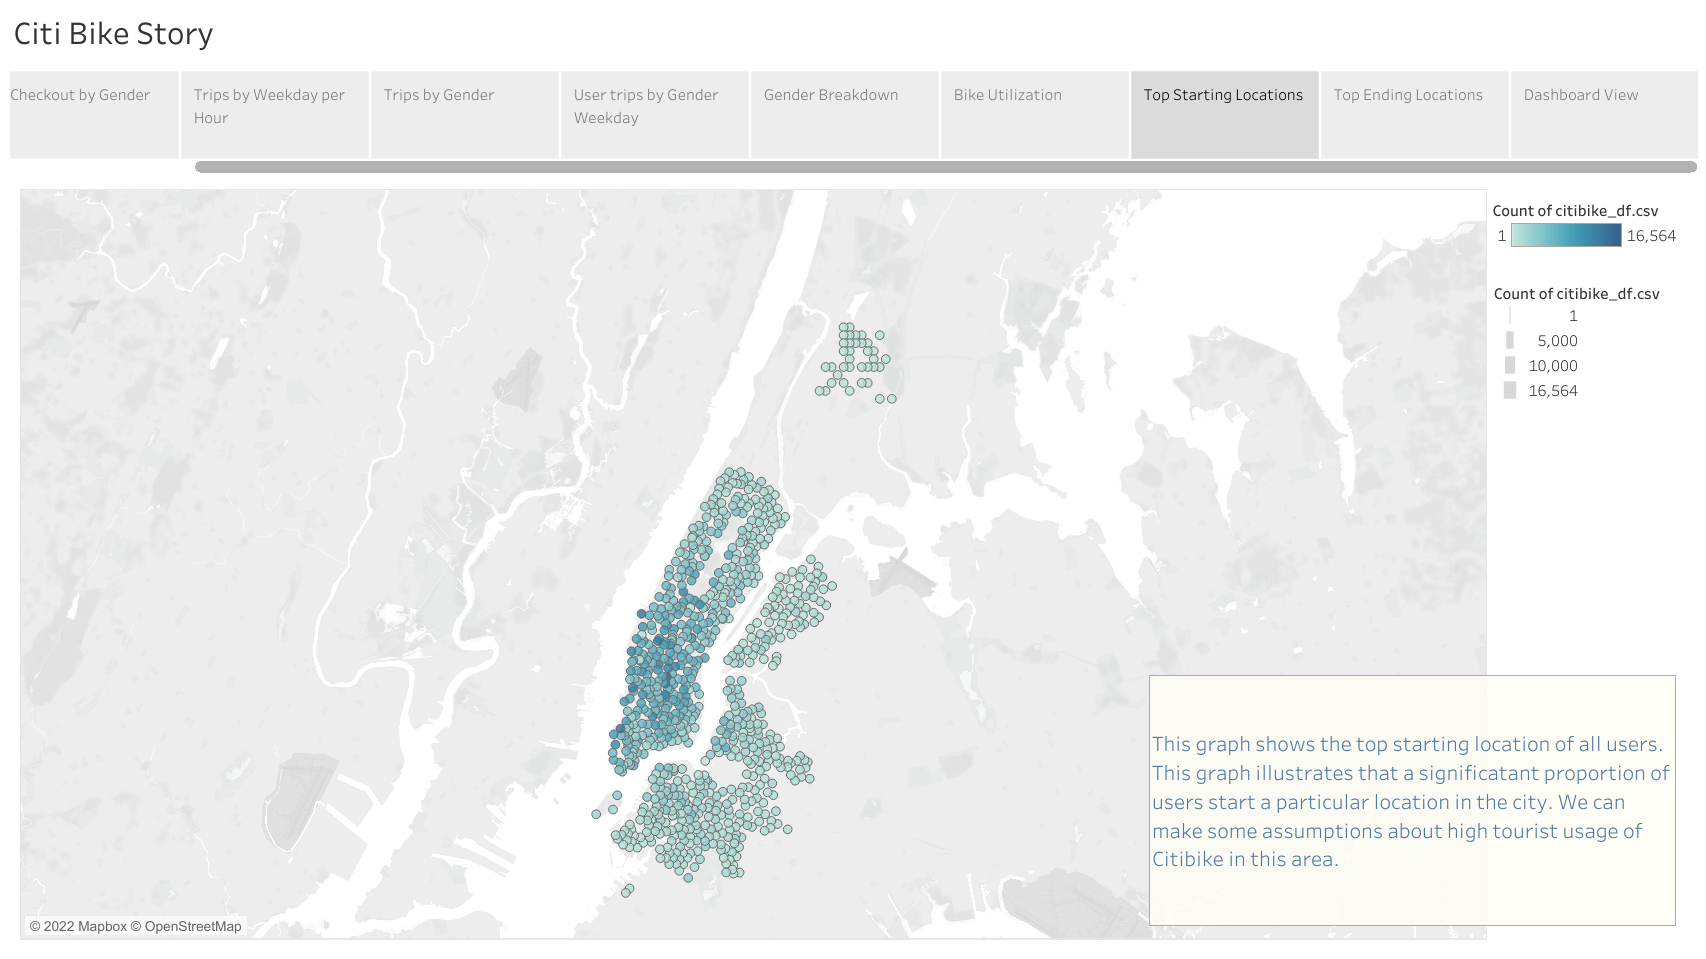 Citi Bike Story
Checkout by Gender
Trips by Weekday per
Hour
Trips by Gender
User trips by Gender
Weekday
Gender Breakdown
Bike Utilization
Top Starting Locations
Top Ending Locations
Dashboard View
Count of citibike_df.csv
1 16,564
Count of citibike_df.csv
1
5,000
10,000
16,564
This graph shows the top starting location of all users.
This graph illustrates that a significatant proportion of
users start a particular location in the city. We can
make some assumptions about high tourist usage of
Citibike in this area.
© 2022 Mapbox © OpenStreetMap